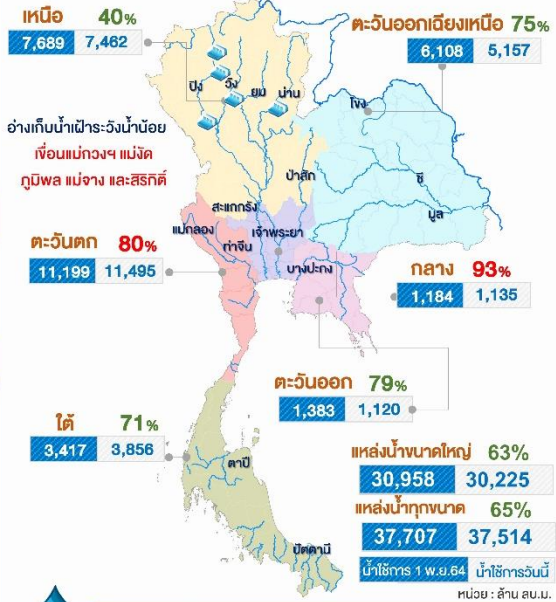 เหนือ 40%
7,689 7,462
ตะวันออกเฉียงเหนือ 75%
6,108 5,157
ปิง วัง ยม น่าน
โขง
อ่างเก็บน้ำเฝ้าระวังน้ำน้อย
เขื่อนแม่กวงฯ แม่งัด
ภูมิพล แม่จาง และสิริกิติ์
ป่าสัก
ชี
มูล
สะแกกรัง
แม่กลอง
ท่าจีน
เจ้าพระยา
บางปะกง
ตะวันตก 80%
11,199 11,495
กลาง 93%
1,184 1,135
ตะวันออก 79%
1,383 1,120
ใต้ 71%
3,417 3,856
ตาปี
ปัตตานี
แหล่งน้ำขนาดใหญ่ 63%
30,958 30,225
แหล่งน้ำทุกขนาด 65%
37,707 37,514
น้ำใช้การ 1 พ.ย.64 น้ำใช้การวันนี้
หน่วย : ล้าน ลบ.ม.